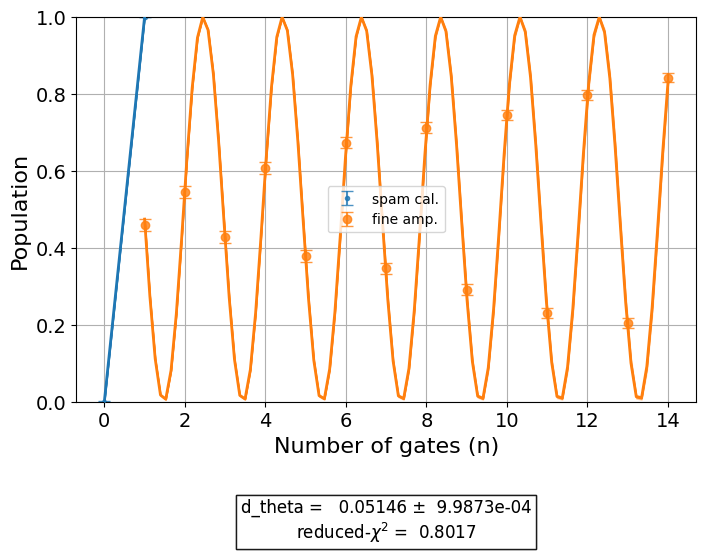 1.0
0.8
0.6
0.4
0.2
0.0
Population
spam cal.
fine amp.
0 2 4 6 8 10 12 14
Number of gates (n)
d_theta = 0.05146 ± 9.9873e-04
reduced-χ² = 0.8017